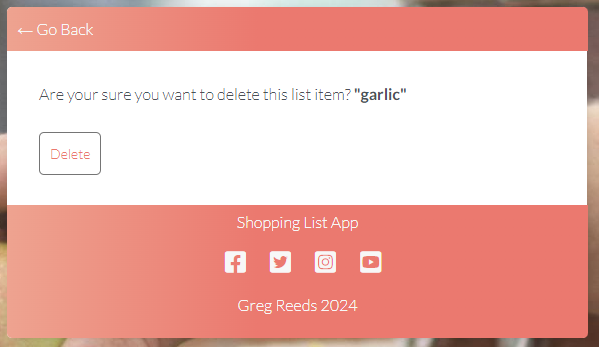 ← Go Back
Are your sure you want to delete this list item? "garlic"
Delete
Shopping List App
Greg Reeds 2024